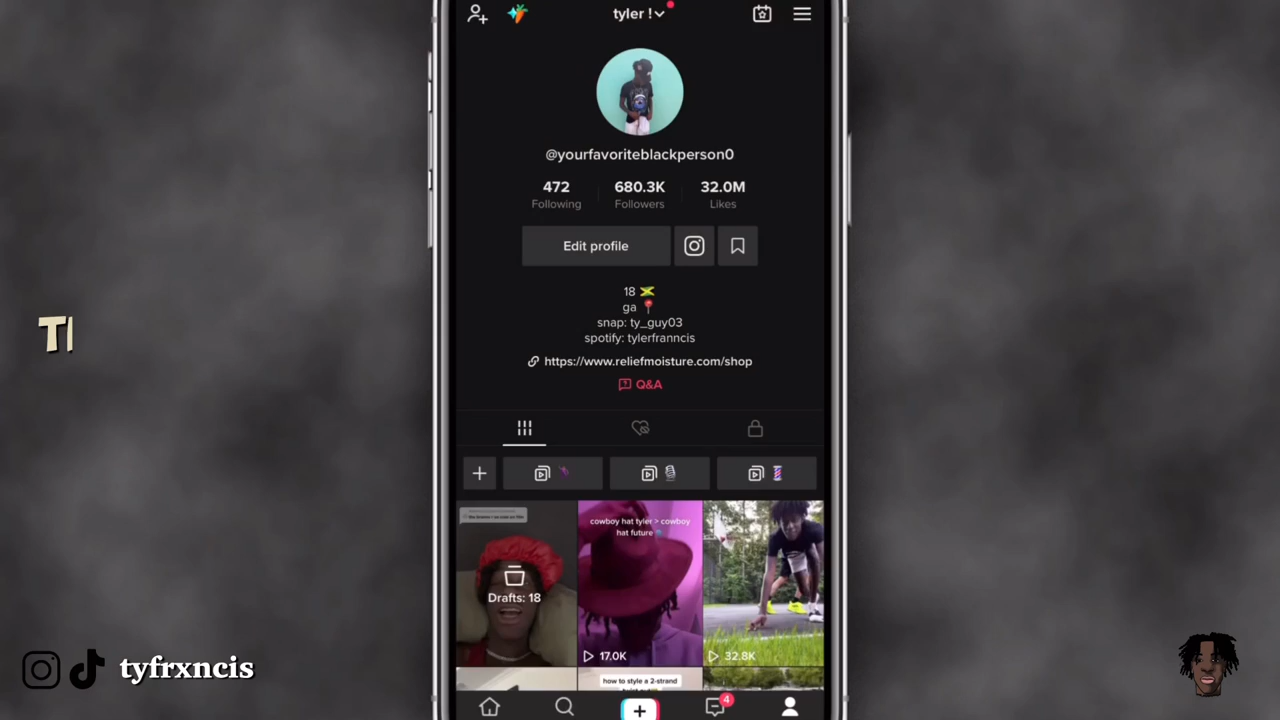 tyler !
@yourfavoriteblackperson0
472
680.3K
32.0M
Following
Followers
Likes
Edit profile
18
ga
snap: ty_guy03
spotify: tylerfranncis
https://www.reliefmoisture.com/shop
Q&A
TI
cowboy hat tyler > cowboy
hat future
Drafts: 18
17.0K
32.8K
how to style a 2-strand
4
tyfrxncis